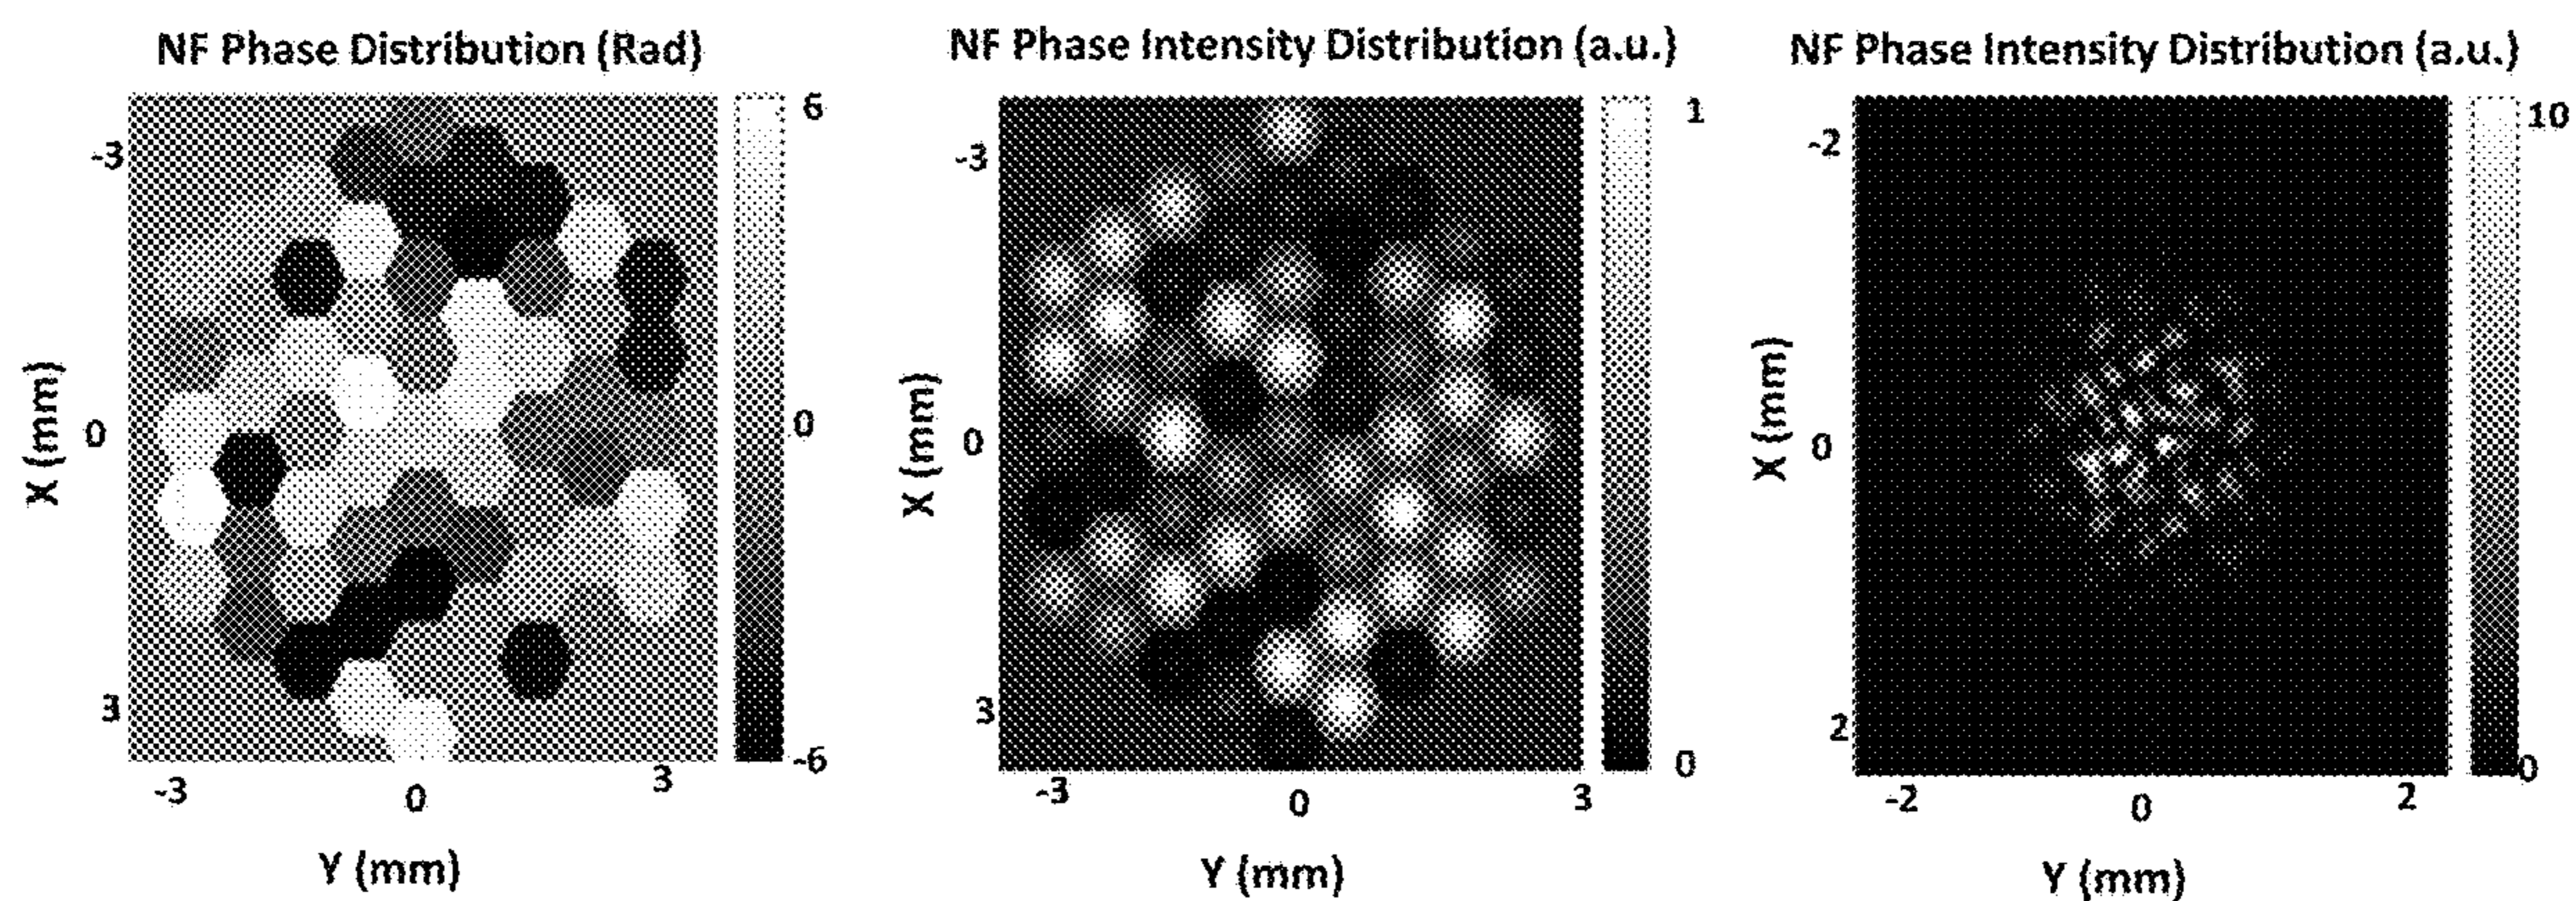 NF Phase Distribution (Rad)
NF Phase Intensity Distribution (a.u.)
NF Phase Intensity Distribution (a.u.)
6
1
10
-3
-3
-2
X (mm)
0
0
X (mm)
0
X (mm)
0
3
-6
3
0
2
0
-3
0
3
-3
0
3
-2
0
2
Y (mm)
Y (mm)
Y (mm)